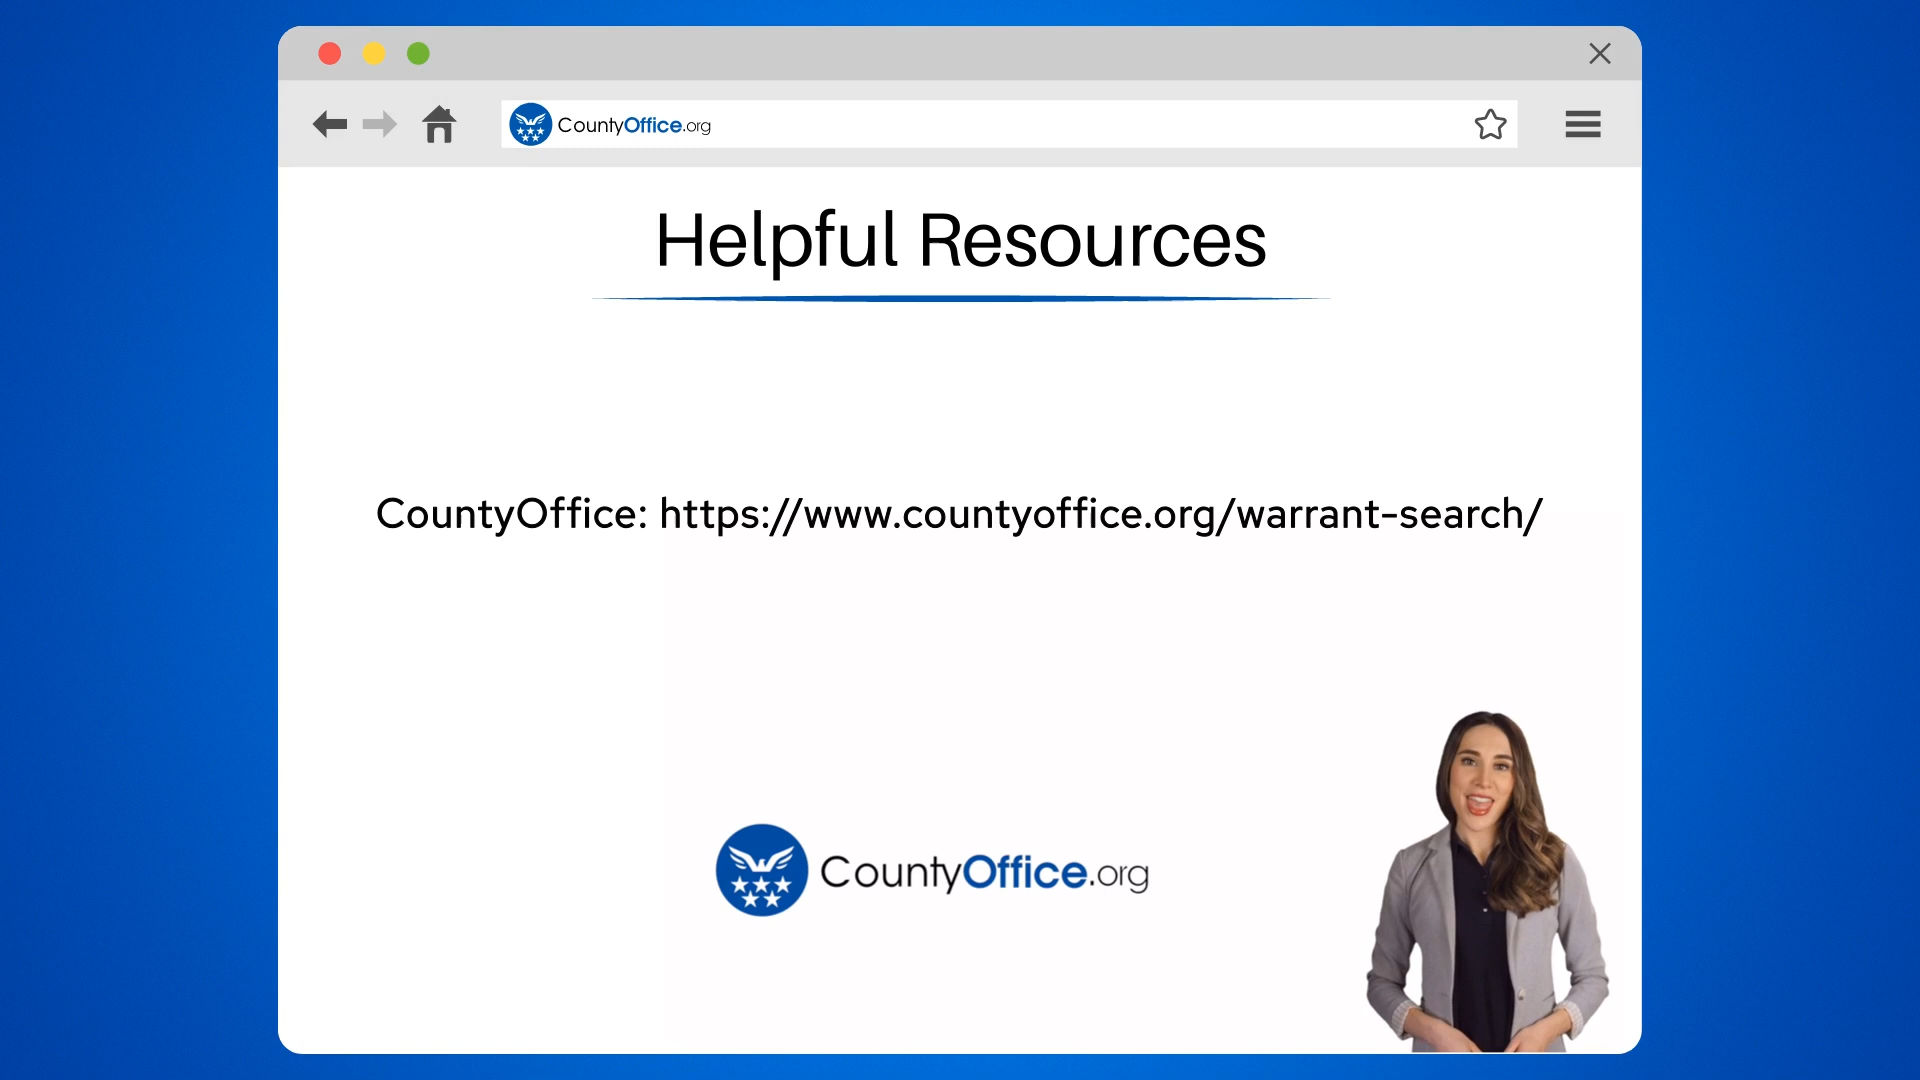 CountyOffice.org
Helpful Resources
CountyOffice: https://www.countyoffice.org/warrant-search/
CountyOffice.org